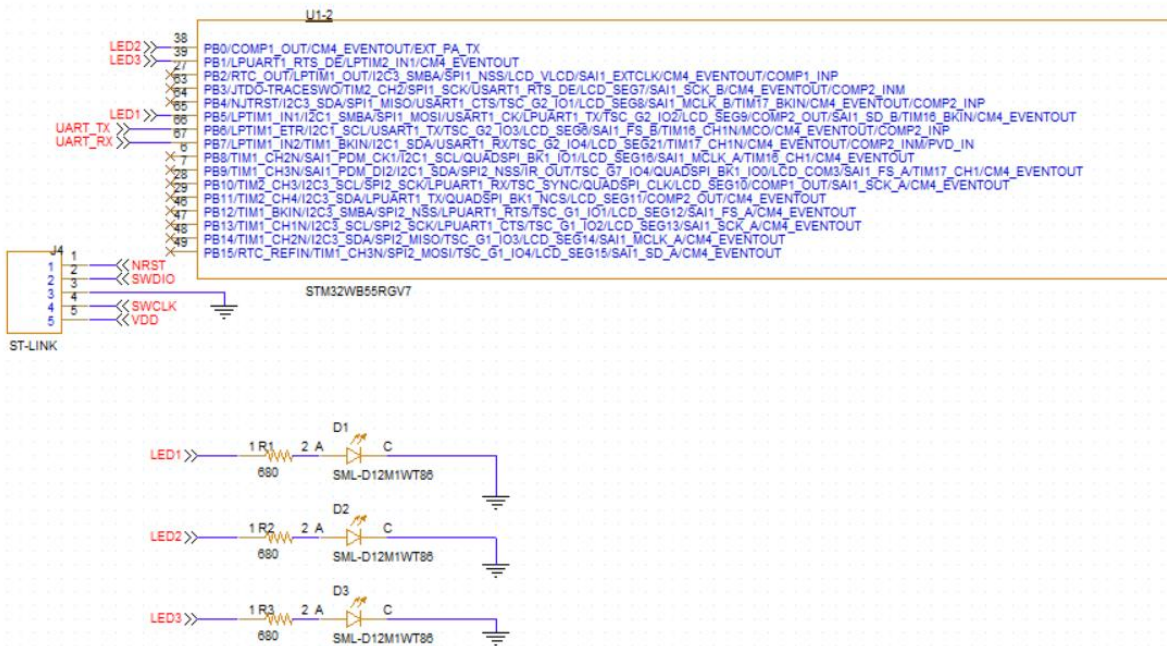 U1-2
LED2 38 PB0/COMP1_OUT/CM4_EVENTOUT/EXT_PA_TX
LED3 39 PB1/LPUART1_RTS_DE/LPTIM2_IN1/CM4_EVENTOUT
27 PB2/RTC_OUT/LPTIM1_OUT/I2C3_SMBA/SPI1_NSS/LCD_VLCD/SAI1_EXTCLK/CM4_EVENTOUT/COMP1_INP
63 PB3/JTDO-TRACESWO/TIM2_CH2/SPI1_SCK/USART1_RTS_DE/LCD_SEG7/SAI1_SCK_B/CM4_EVENTOUT/COMP2_INM
64 PB4/NJTRST/I2C3_SDA/SPI1_MISO/USART1_CTS/TSC_G2_IO1/LCD_SEG8/SAI1_MCLK_B/TIM17_BKIN/CM4_EVENTOUT/COMP2_INP
LED1 65 PB5/LPTIM1_IN1/I2C1_SMBA/SPI1_MOSI/USART1_CK/LPUART1_TX/TSC_G2_IO2/LCD_SEG9/COMP2_OUT/SAI1_SD_B/TIM16_BKIN/CM4_EVENTOUT
UART_TX 66 PB6/LPTIM1_ETR/I2C1_SCL/USART1_TX/TSC_G2_IO3/LCD_SEG6/SAI1_FS_B/TIM16_CH1N/MCO/CM4_EVENTOUT/COMP2_INP
UART_RX 67 PB7/LPTIM1_IN2/TIM1_BKIN/I2C1_SDA/USART1_RX/TSC_G2_IO4/LCD_SEG21/TIM17_CH1N/CM4_EVENTOUT/COMP2_INM/PVD_IN
6 PB8/TIM1_CH2N/SAI1_PDM_CK1/I2C1_SCL/QUADSPI_BK1_IO1/LCD_SEG16/SAI1_MCLK_A/TIM16_CH1/CM4_EVENTOUT
7 PB9/TIM1_CH3N/SAI1_PDM_DI2/I2C1_SDA/SPI2_NSS/IR_OUT/TSC_G7_IO4/QUADSPI_BK1_IO0/LCD_COM3/SAI1_FS_A/TIM17_CH1/CM4_EVENTOUT
28 PB10/TIM2_CH3/I2C3_SCL/SPI2_SCK/LPUART1_RX/TSC_SYNC/QUADSPI_CLK/LCD_SEG10/COMP1_OUT/SAI1_SCK_A/CM4_EVENTOUT
29 PB11/TIM2_CH4/I2C3_SDA/LPUART1_TX/QUADSPI_BK1_NCS/LCD_SEG11/COMP2_OUT/CM4_EVENTOUT
46 PB12/TIM1_BKIN/I2C3_SMBA/SPI2_NSS/LPUART1_RTS/TSC_G1_IO1/LCD_SEG12/SAI1_FS_A/CM4_EVENTOUT
47 PB13/TIM1_CH1N/I2C3_SCL/SPI2_SCK/LPUART1_CTS/TSC_G1_IO2/LCD_SEG13/SAI1_SCK_A/CM4_EVENTOUT
48 PB14/TIM1_CH2N/I2C3_SDA/SPI2_MISO/TSC_G1_IO3/LCD_SEG14/SAI1_MCLK_A/CM4_EVENTOUT
49 PB15/RTC_REFIN/TIM1_CH3N/SPI2_MOSI/TSC_G1_IO4/LCD_SEG15/SAI1_SD_A/CM4_EVENTOUT
STM32WB55RGV7
J4
1 1 NRST
2 2 SWDIO
3 3
4 4 SWCLK
5 5 VDD
ST-LINK
D1
LED1 1 R1 2 A C
680 SML-D12M1WT86
D2
LED2 1 R2 2 A C
680 SML-D12M1WT86
D3
LED3 1 R3 2 A C
680 SML-D12M1WT86